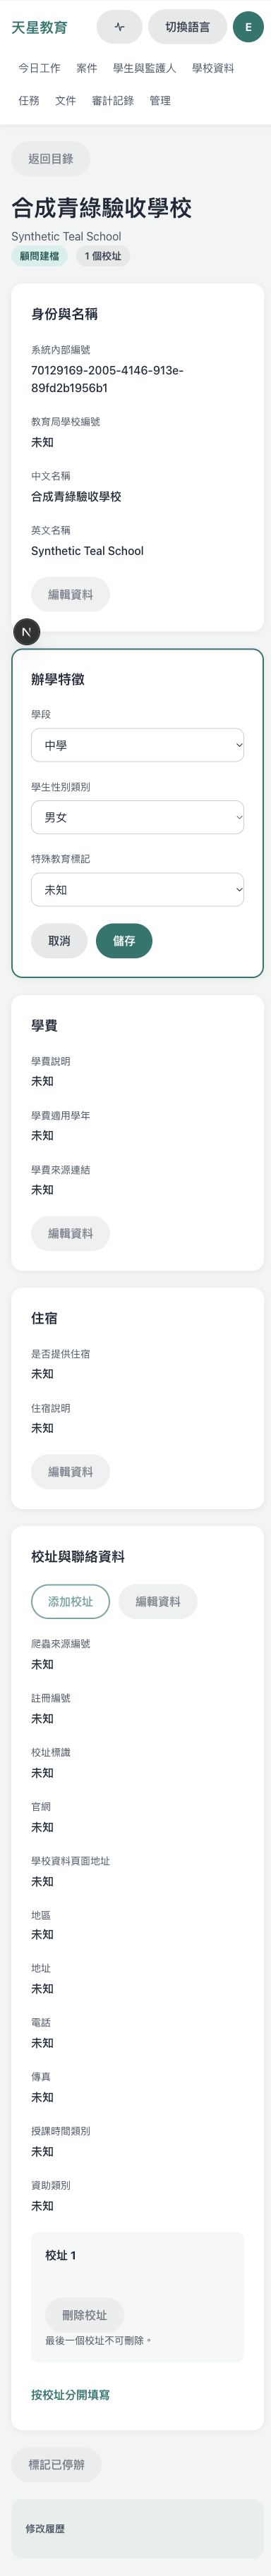 天星教育
切換語言
E
今日工作 案件 學生與監護人 學校資料
任務 文件 審計記錄 管理
返回目錄
合成青綠驗收學校
Synthetic Teal School
顧問建檔 1 個校址
身份與名稱
系統內部編號
70129169-2005-4146-913e-
89fd2b1956b1
教育局學校編號
未知
中文名稱
合成青綠驗收學校
英文名稱
Synthetic Teal School
編輯資料
N
辦學特徵
學段
中學
學生性別類別
男女
特殊教育標記
未知
取消 儲存
學費
學費說明
未知
學費適用學年
未知
學費來源連結
未知
編輯資料
住宿
是否提供住宿
未知
住宿說明
未知
編輯資料
校址與聯絡資料
添加校址 編輯資料
爬蟲來源編號
未知
註冊編號
未知
校址標識
未知
官網
未知
學校資料頁面地址
未知
地區
未知
地址
未知
電話
未知
傳真
未知
授課時間類別
未知
資助類別
未知
校址 1
刪除校址
最後一個校址不可刪除。
按校址分開填寫
標記已停辦
修改履歷